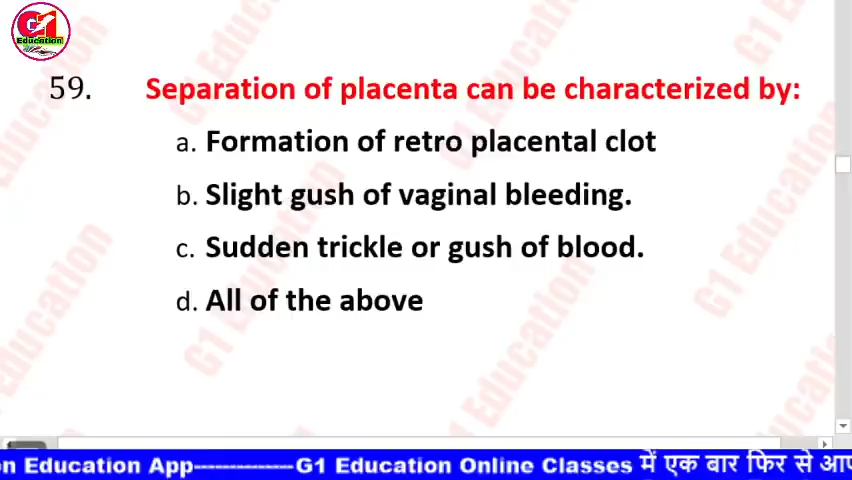 G1
Education
59. Separation of placenta can be characterized by:
a. Formation of retro placental clot
b. Slight gush of vaginal bleeding.
c. Sudden trickle or gush of blood.
d. All of the above
on Education App--------------G1 Education Online Classes में एक बार फिर से आप